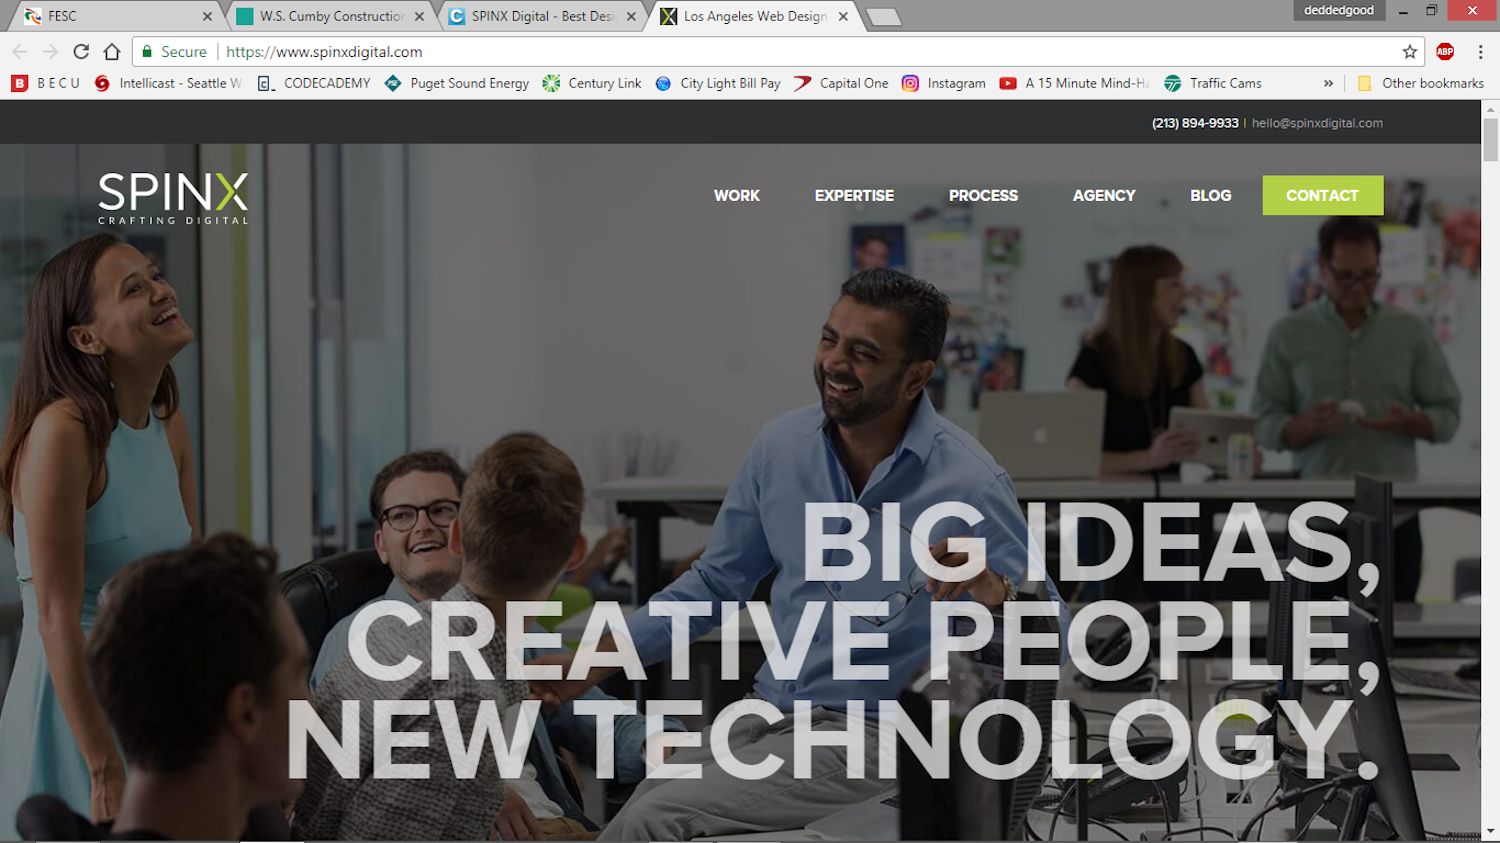 deddedgood
FESC
W.S. Cumby Construction
SPINX Digital - Best Desi
Los Angeles Web Design
Secure
https://www.spinxdigital.com
ABP
B E C U
Intellicast - Seattle W
CODECADEMY
Puget Sound Energy
Century Link
City Light Bill Pay
Capital One
Instagram
A 15 Minute Mind-Ha
Traffic Cams
»
Other bookmarks
(213) 894-9933 | hello@spinxdigital.com
SPINX
CRAFTING DIGITAL
WORK
EXPERTISE
PROCESS
AGENCY
BLOG
CONTACT
BIG IDEAS,
CREATIVE PEOPLE,
NEW TECHNOLOGY.